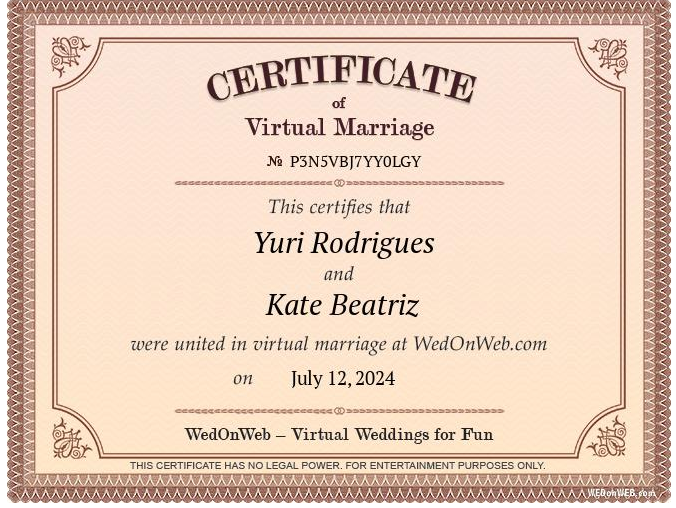 CERTIFICATE
of
Virtual Marriage
№ P3N5VBJ7YY0LGY
This certifies that
Yuri Rodrigues
and
Kate Beatriz
were united in virtual marriage at WedOnWeb.com
on July 12, 2024
WedOnWeb – Virtual Weddings for Fun
THIS CERTIFICATE HAS NO LEGAL POWER. FOR ENTERTAINMENT PURPOSES ONLY.
WEDonWEB.com